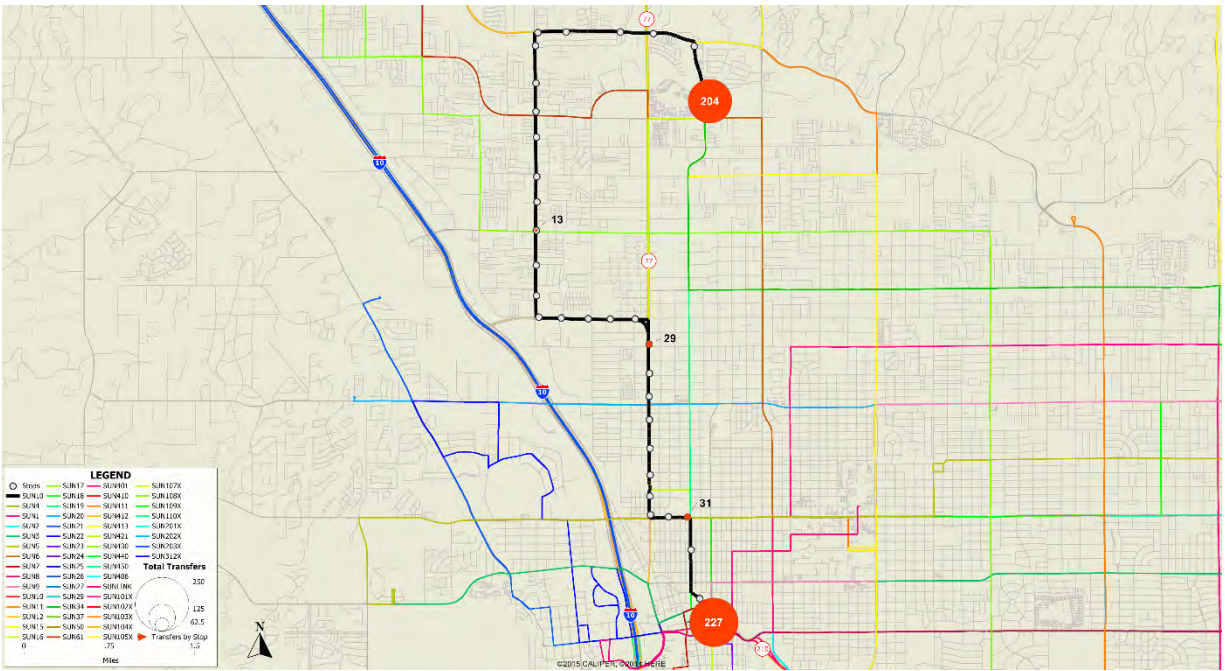 77
204
10
13
77
29
10
31
10
227
210
LEGEND
Stops SUN17 SUN401 SUN107X
SUN10 SUN18 SUN410 SUN108X
SUN4 SUN19 SUN411 SUN109X
SUN1 SUN20 SUN412 SUN110X
SUN2 SUN21 SUN413 SUN201X
SUN3 SUN22 SUN421 SUN202X
SUN5 SUN23 SUN430 SUN203X
SUN6 SUN24 SUN440 SUN312X
SUN7 SUN25 SUN450 Total Transfers
SUN8 SUN26 SUN486
SUN9 SUN27 SUNLINK 250
SUN10 SUN29 SUN101X
SUN11 SUN34 SUN102X 125
SUN12 SUN37 SUN103X 62.5
SUN15 SUN50 SUN104X
SUN16 SUN61 SUN105X Transfers by Stop
0 .75 1.5
Miles
N
©2015 CALIPER, ©2014 HERE